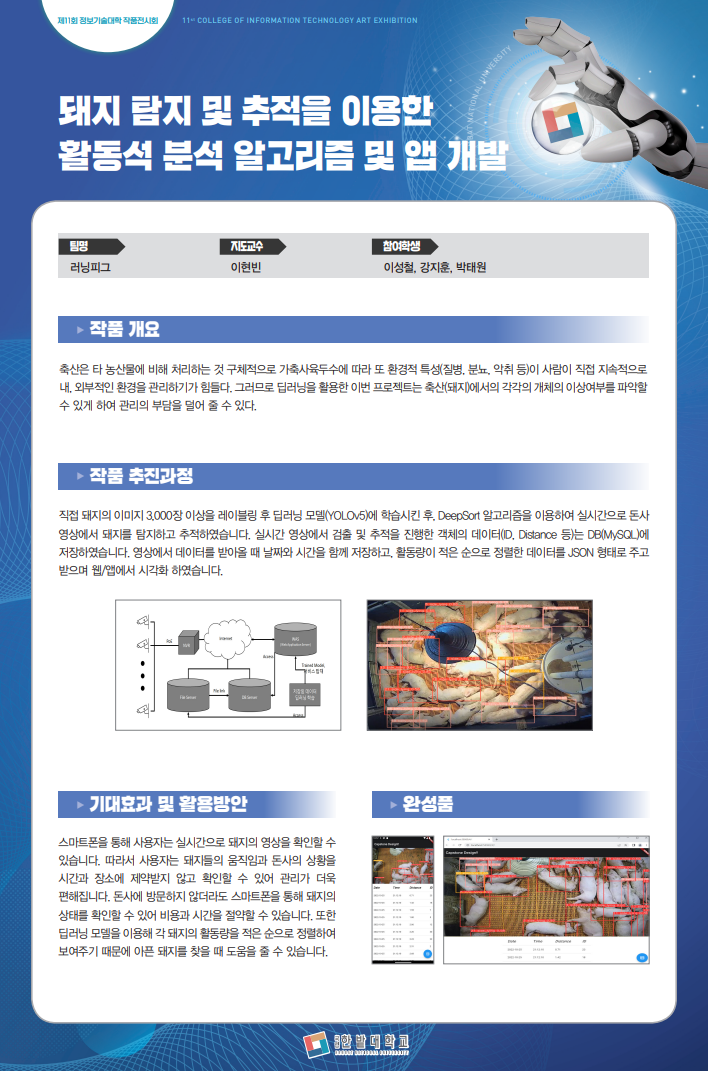 제11회 정보기술대학 작품전시회
11ST COLLEGE OF INFORMATION TECHNOLOGY ART EXHIBITION
돼지 탐지 및 추적을 이용한
활동석 분석 알고리즘 및 앱 개발
팀명 지도교수 참여학생
러닝피그 이현빈 이성철, 강지훈, 박태원
작품 개요
축산은 타 농산물에 비해 처리하는 것 구체적으로 가축사육두수에 따라 또 환경적 특성(질병, 분뇨, 악취 등)이 사람이 직접 지속적으로
내, 외부적인 환경을 관리하기가 힘들다. 그러므로 딥러닝을 활용한 이번 프로젝트는 축산(돼지)에서의 각각의 개체의 이상여부를 파악할
수 있게 하여 관리의 부담을 덜어 줄 수 있다.
작품 추진과정
직접 돼지의 이미지 3,000장 이상을 레이블링 후 딥러닝 모델(YOLOv5)에 학습시킨 후, DeepSort 알고리즘을 이용하여 실시간으로 돈사
영상에서 돼지를 탐지하고 추적하였습니다. 실시간 영상에서 검출 및 추적을 진행한 객체의 데이터(ID, Distance 등)는 DB(MySQL)에
저장하였습니다. 영상에서 데이터를 받아올 때 날짜와 시간을 함께 저장하고, 활동량이 적은 순으로 정렬한 데이터를 JSON 형태로 주고
받으며 웹/앱에서 시각화 하였습니다.
PoE
NVR
Internet
WAS
(Web Application Server)
Access
Trained Model,
File Server
File link
DB Server
딥러닝 학습
Access
기대효과 및 활용방안
스마트폰을 통해 사용자는 실시간으로 돼지의 영상을 확인할 수
있습니다. 따라서 사용자는 돼지들의 움직임과 돈사의 상황을
시간과 장소에 제약받지 않고 확인할 수 있어 관리가 더욱
편해집니다. 돈사에 방문하지 않더라도 스마트폰을 통해 돼지의
상태를 확인할 수 있어 비용과 시간을 절약할 수 있습니다. 또한
딥러닝 모델을 이용해 각 돼지의 활동량을 적은 순으로 정렬하여
보여주기 때문에 아픈 돼지를 찾을 때 도움을 줄 수 있습니다.
완성품
Capstone Design1
Date Time Distance ID
Capstone Design1
Date Time Distance ID
국립 한밭대학교
HANBAT NATIONAL UNIVERSITY